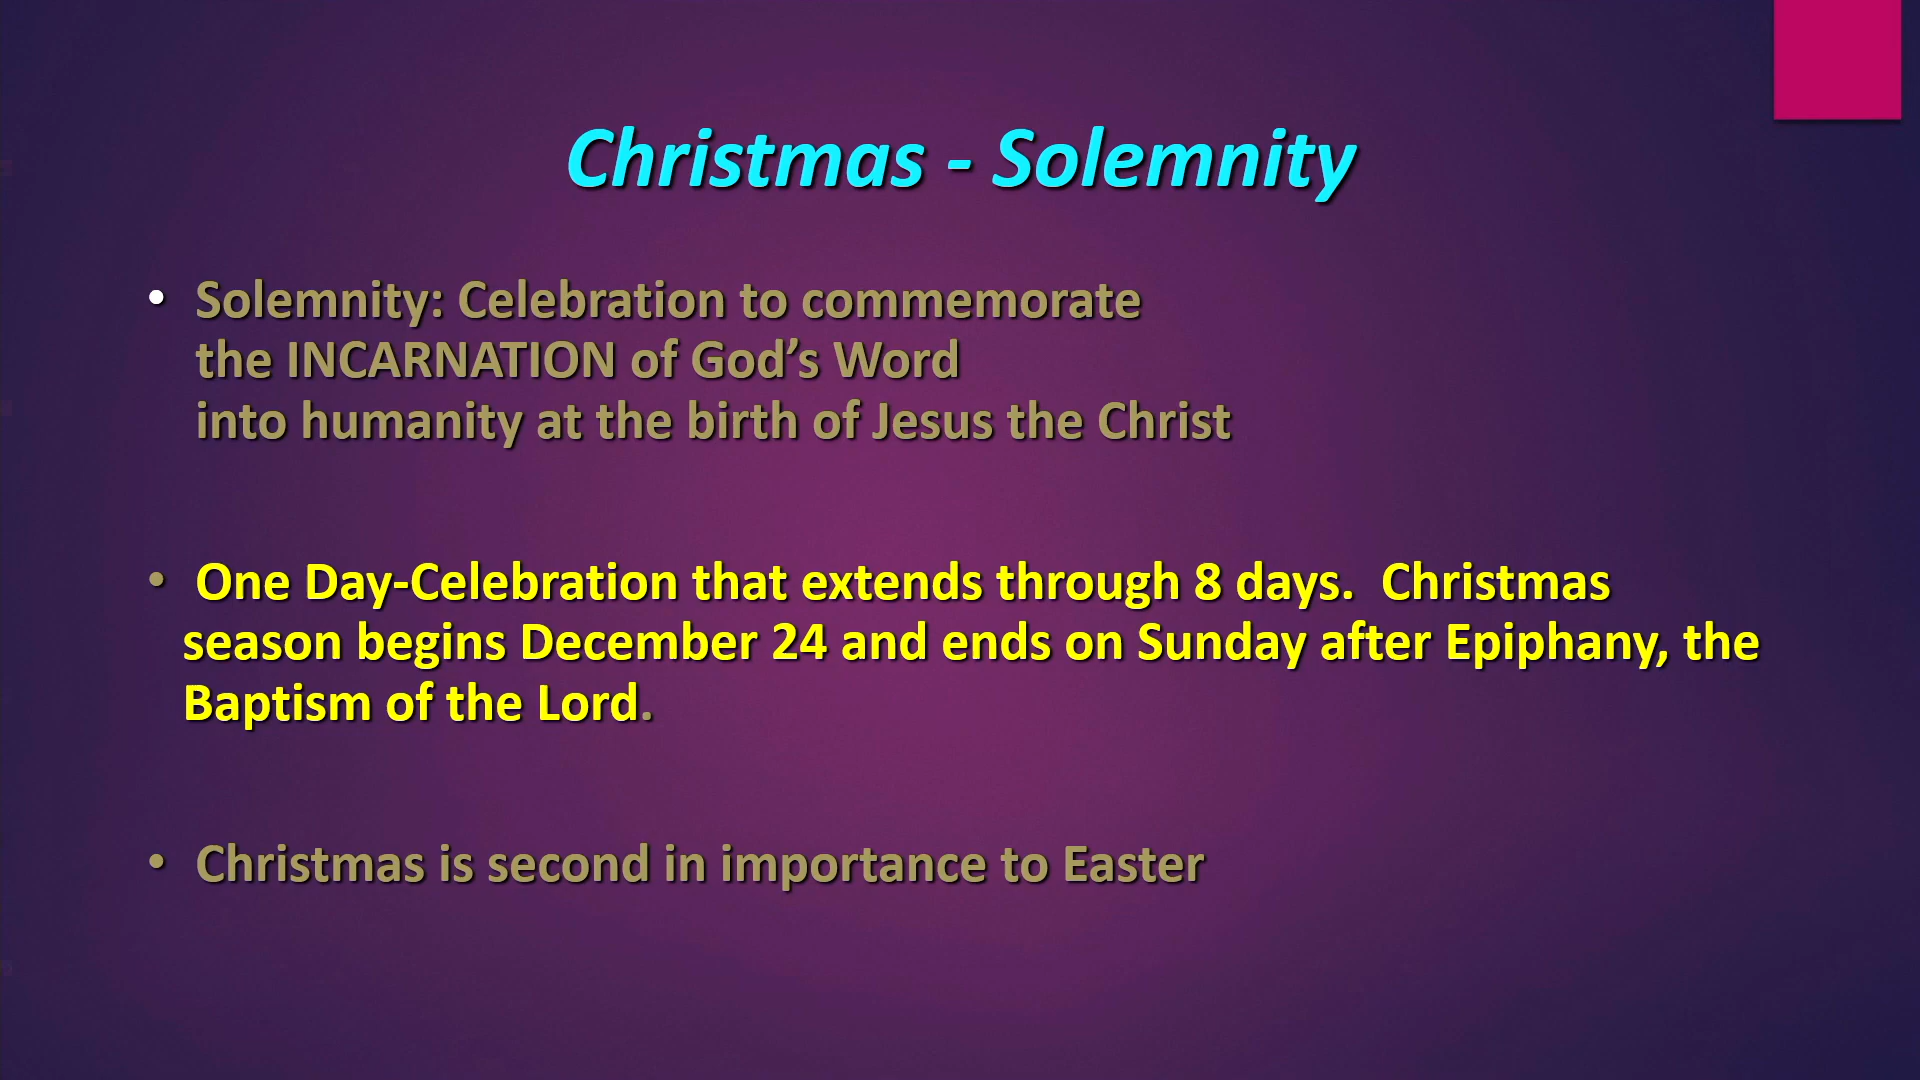 Christmas - Solemnity
• Solemnity: Celebration to commemorate
the INCARNATION of God’s Word
into humanity at the birth of Jesus the Christ
• One Day-Celebration that extends through 8 days.  Christmas
season begins December 24 and ends on Sunday after Epiphany, the
Baptism of the Lord.
• Christmas is second in importance to Easter